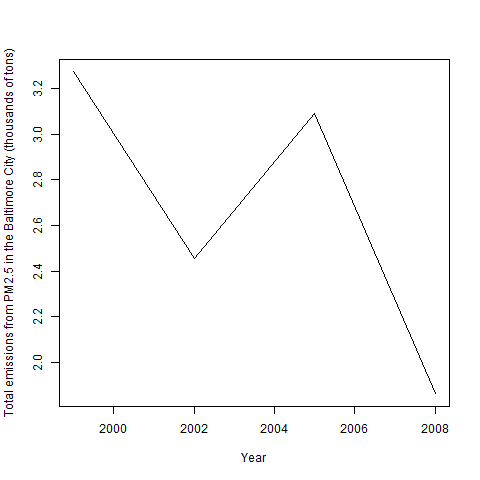 Total emissions from PM2.5 in the Baltimore City (thousands of tons)
3.2
3.0
2.8
2.6
2.4
2.2
2.0
2000 2002 2004 2006 2008
Year